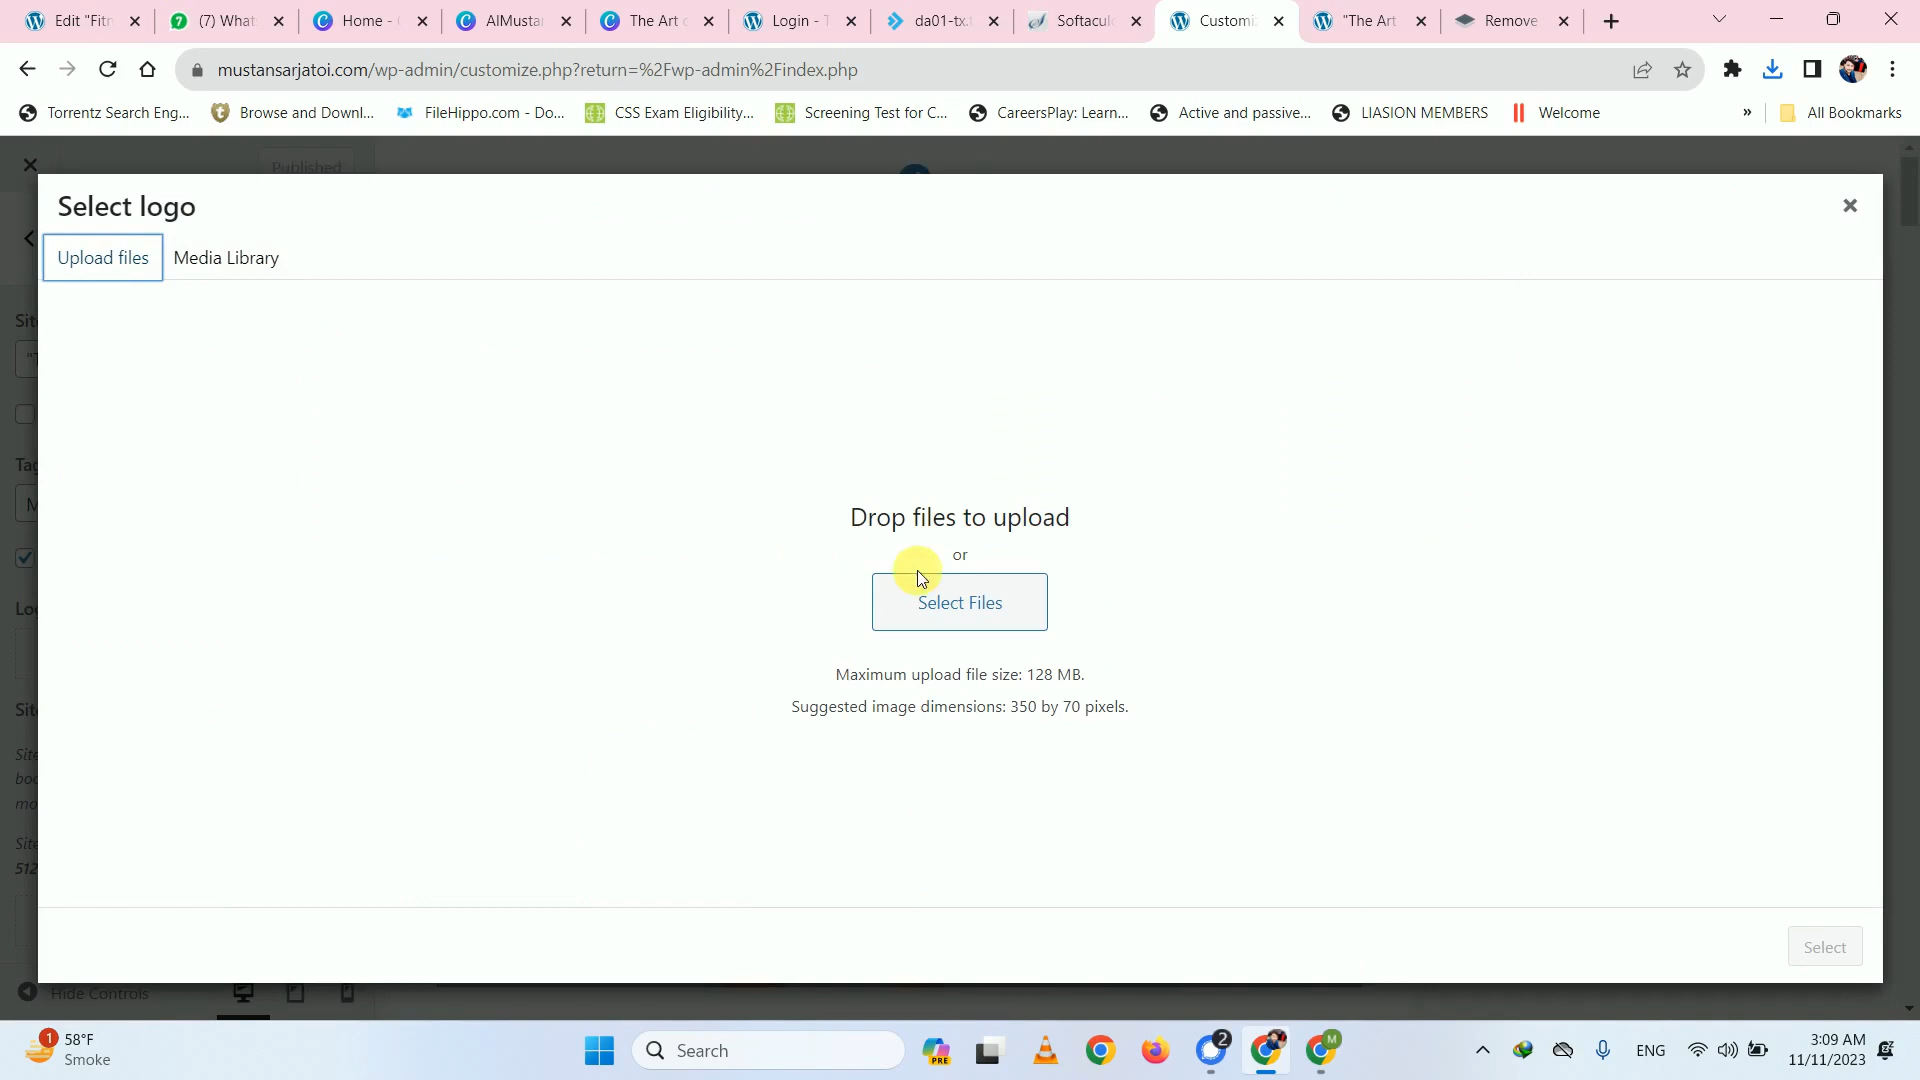 Edit "Fitn
(7) What
Home -
AlMusta
The Art
Login - T
da01-tx.
Softacul
Customi
"The Art
Remove
mustansarjatoi.com/wp-admin/customize.php?return=%2Fwp-admin%2Findex.php
Torrentz Search Eng...
Browse and Downl...
FileHippo.com - Do...
CSS Exam Eligibility...
Screening Test for C...
CareersPlay: Learn...
Active and passive...
LIASION MEMBERS
Welcome
»
All Bookmarks
Published
Select logo
Upload files
Media Library
Drop files to upload
or
Select Files
Maximum upload file size: 128 MB.
Suggested image dimensions: 350 by 70 pixels.
Select
Hide Controls
1
58°F
Smoke
Search
PRE
2
M
ENG
3:09 AM
11/11/2023